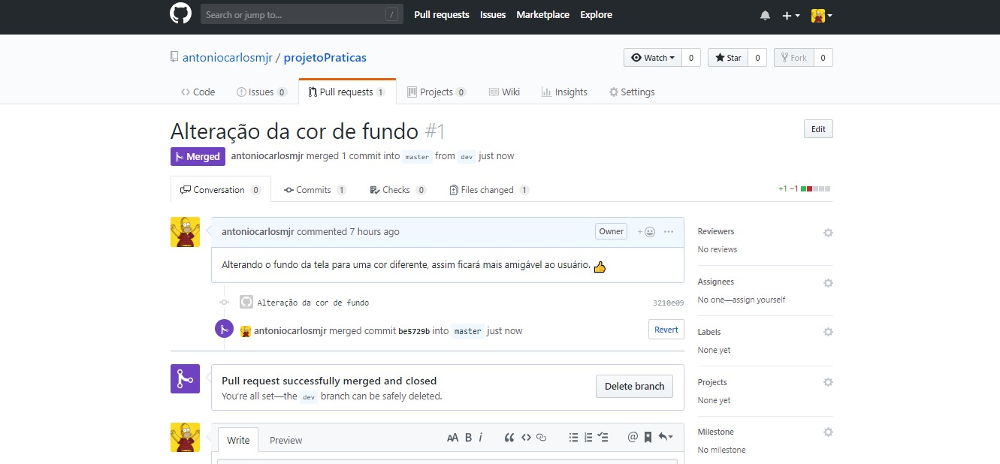 Search or jump to... / Pull requests Issues Marketplace Explore
antoniocarlosmjr / projetoPraticas Watch 0 Star 0 Fork 0
Code Issues 0 Pull requests 1 Projects 0 Wiki Insights Settings
Alteração da cor de fundo #1 Edit
Merged antoniocarlosmjr merged 1 commit into master from dev just now
Conversation 0 Commits 1 Checks 0 Files changed 1 +1 −1
antoniocarlosmjr commented 7 hours ago Owner
Alterando o fundo da tela para uma cor diferente, assim ficará mais amigável ao usuário. 👍
Alteração da cor de fundo 3210e09
antoniocarlosmjr merged commit be5729b into master just now Revert
Pull request successfully merged and closed
You're all set—the dev branch can be safely deleted.
Delete branch
Write Preview AA B i
Reviewers
No reviews
Assignees
No one—assign yourself
Labels
None yet
Projects
None yet
Milestone
No milestone